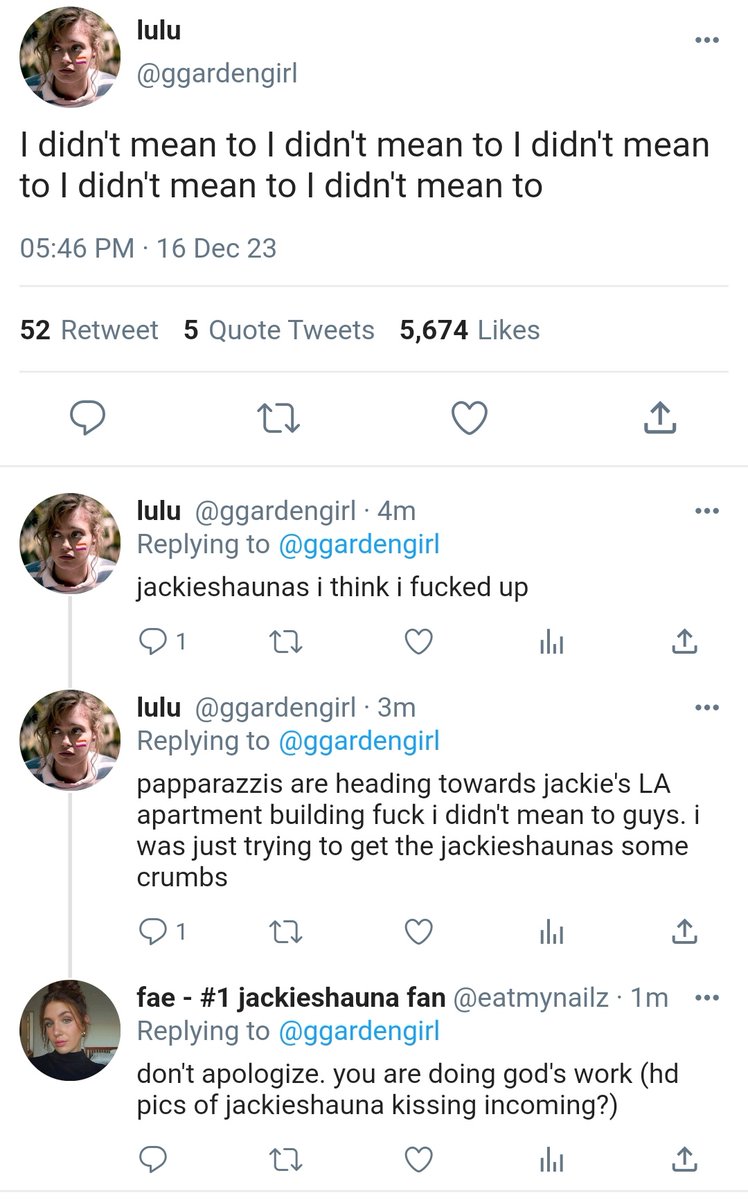 lulu
@ggardengirl
I didn't mean to I didn't mean to I didn't mean
to I didn't mean to I didn't mean to
05:46 PM · 16 Dec 23
52 Retweet 5 Quote Tweets 5,674 Likes
lulu @ggardengirl · 4m
Replying to @ggardengirl
jackieshaunas i think i fucked up
1
lulu @ggardengirl · 3m
Replying to @ggardengirl
papparazzis are heading towards jackie's LA
apartment building fuck i didn't mean to guys. i
was just trying to get the jackieshaunas some
crumbs
1
fae - #1 jackieshauna fan @eatmynailz · 1m
Replying to @ggardengirl
don't apologize. you are doing god's work (hd
pics of jackieshauna kissing incoming?)